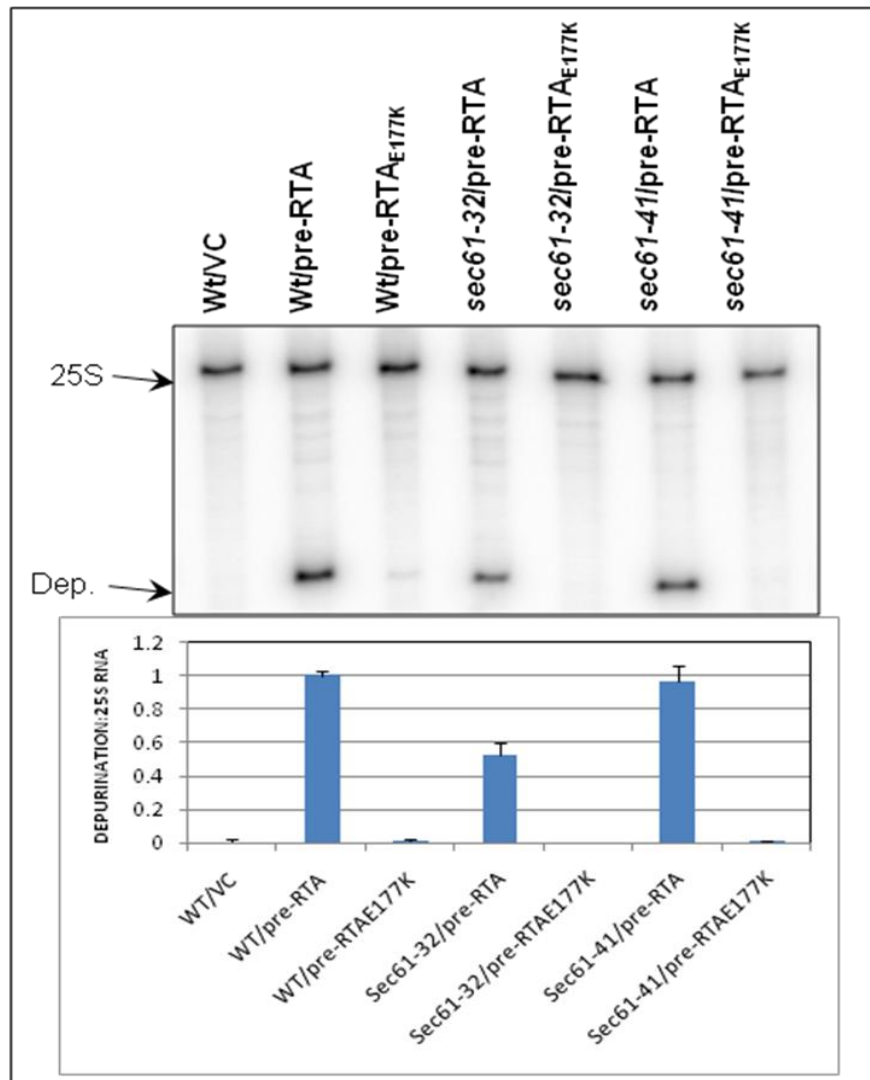 Wt/VC
Wt/pre-RTA
Wt/pre-RTAE177K
sec61-32/pre-RTA
sec61-32/pre-RTAE177K
sec61-41/pre-RTA
sec61-41/pre-RTAE177K
25S
Dep.
DEPURINATION:25S RNA
1.2
1
0.8
0.6
0.4
0.2
0
WT/VC
WT/pre-RTA
WT/pre-RTAE177K
Sec61-32/pre-RTA
Sec61-32/pre-RTAE177K
Sec61-41/pre-RTA
Sec61-41/pre-RTAE177K